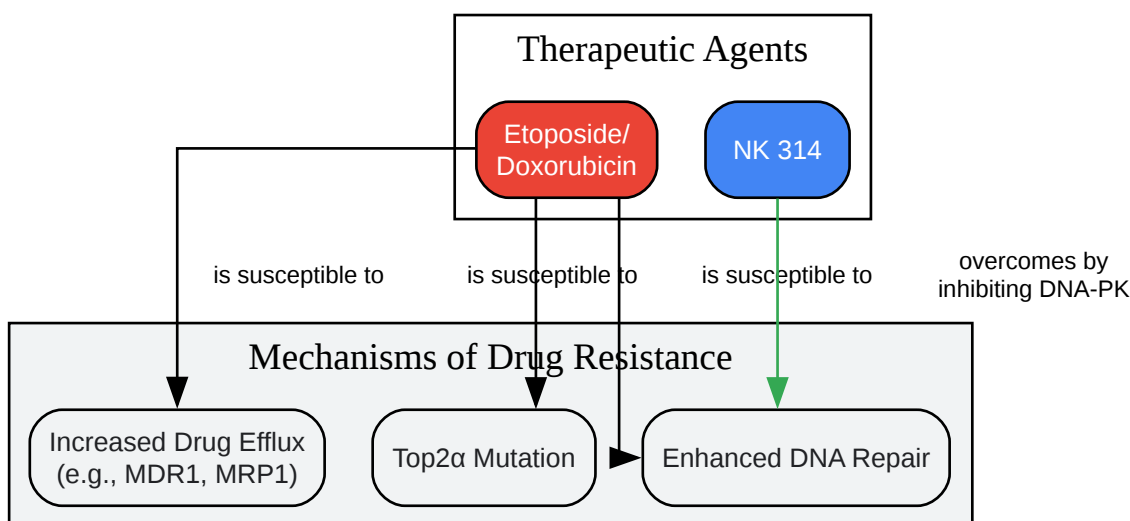 Therapeutic Agents
Etoposide/
Doxorubicin
NK 314
is susceptible to
is susceptible to
is susceptible to
overcomes by
inhibiting DNA-PK
Mechanisms of Drug Resistance
Increased Drug Efflux
(e.g., MDR1, MRP1)
Top2α Mutation
Enhanced DNA Repair